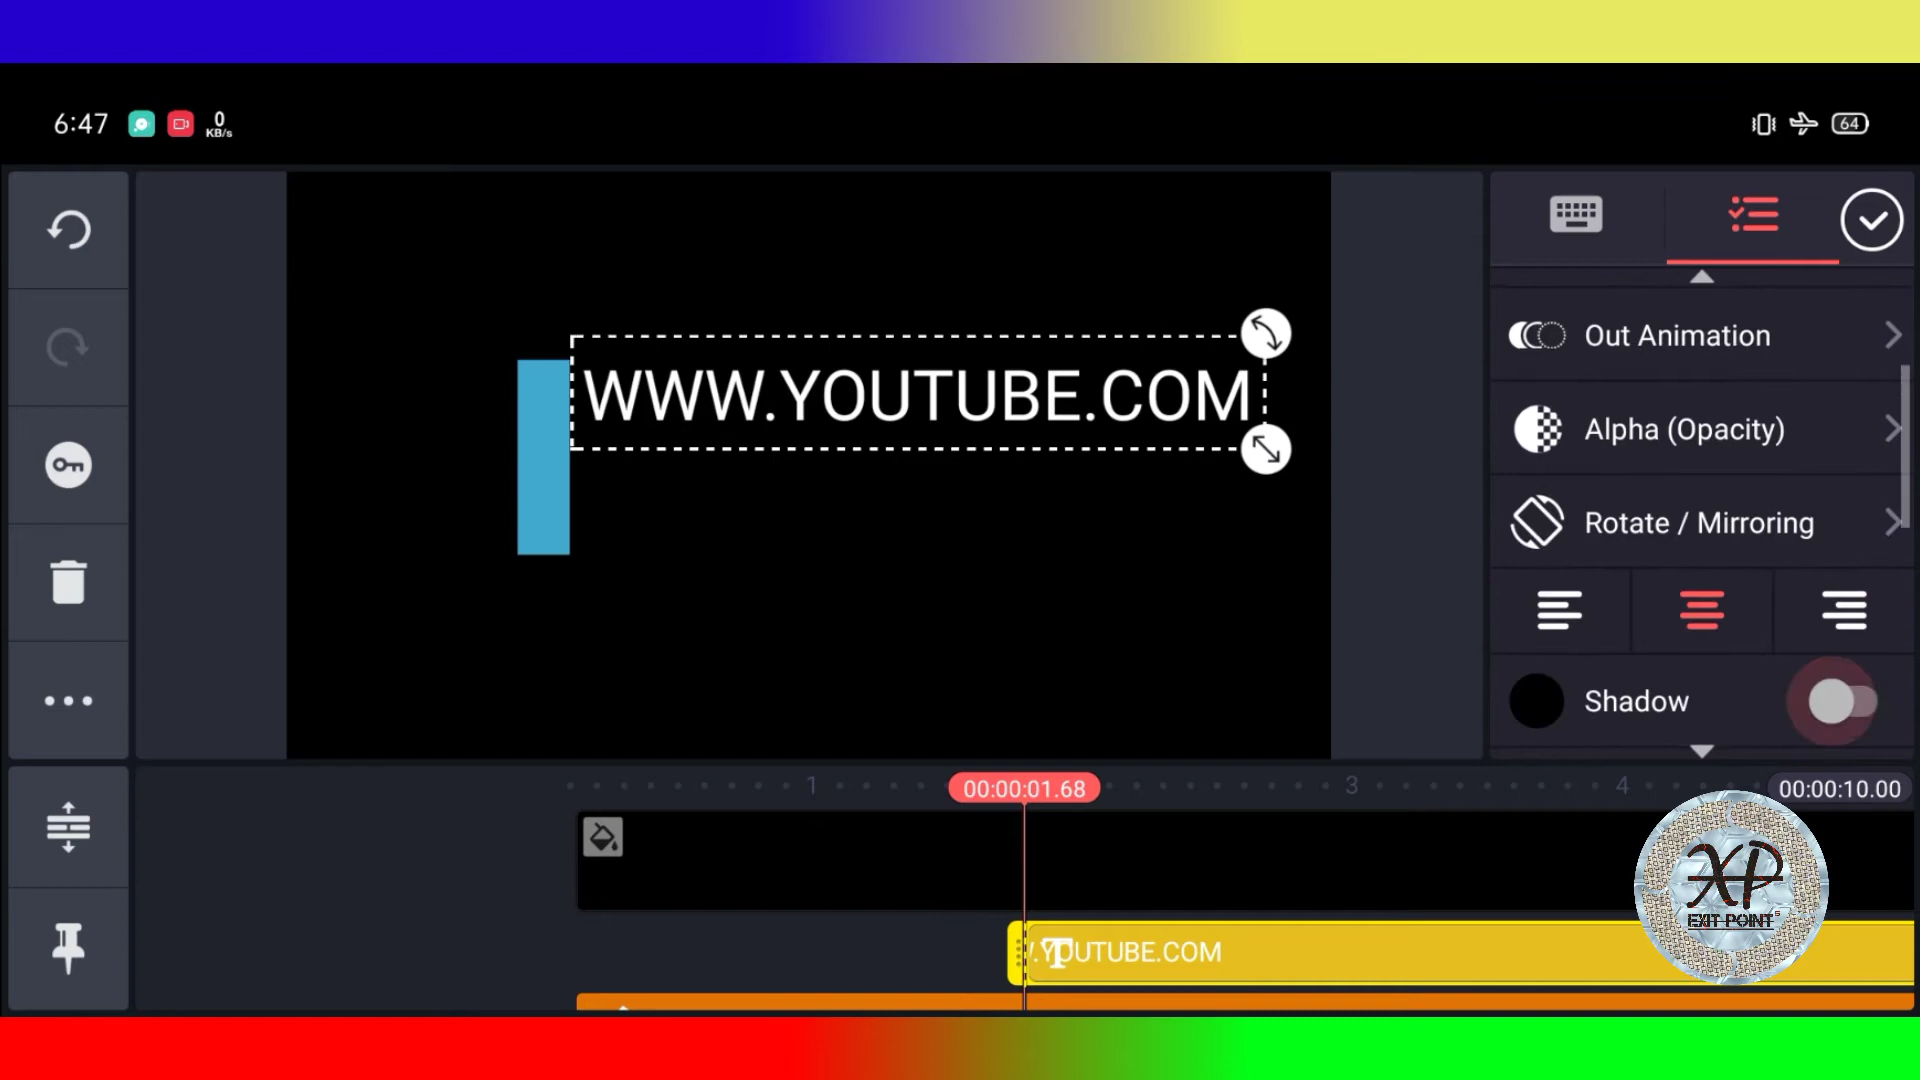 6:47
0
KB/s
64
WWW.YOUTUBE.COM
Out Animation
Alpha (Opacity)
Rotate / Mirroring
Shadow
1
00:00:01.68
3
4
00:00:10.00
.YOUTUBE.COM
XP
EXIT POINT